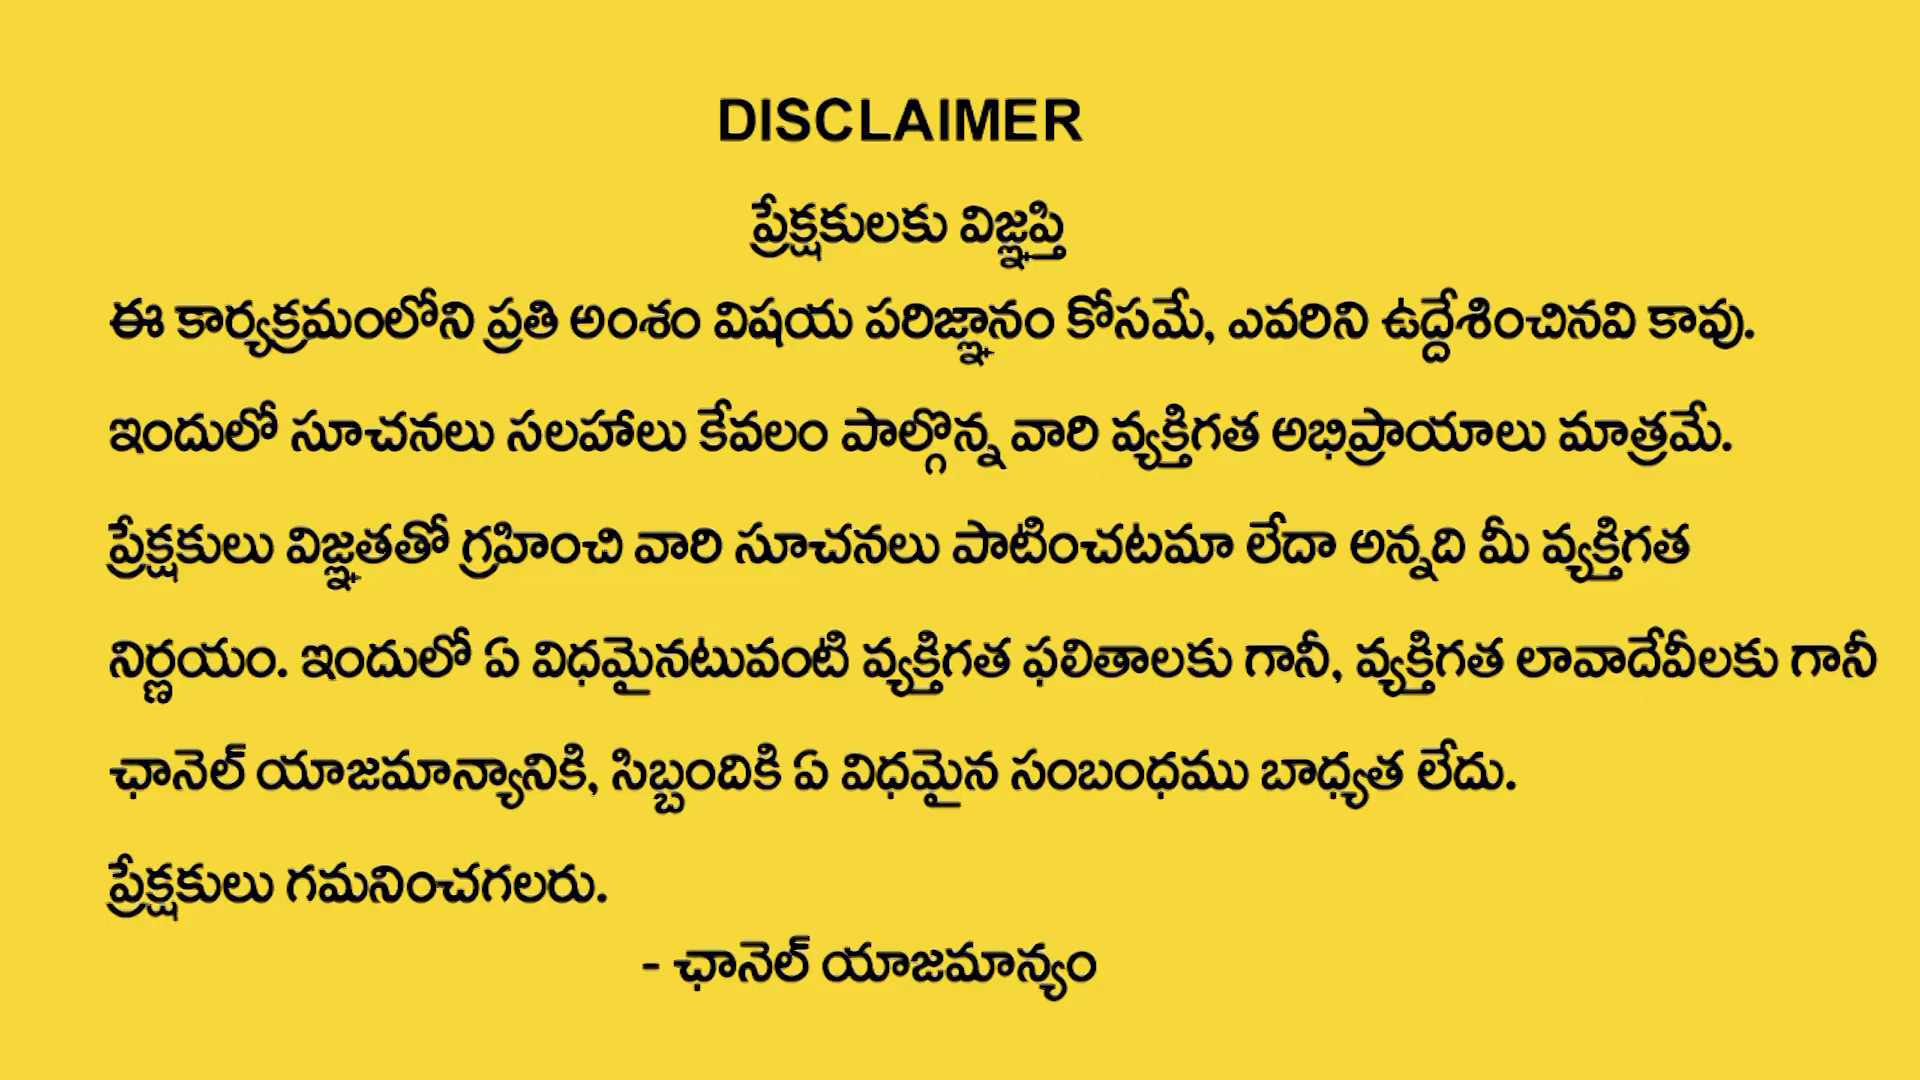 DISCLAIMER
ప్రేక్షకులకు విజ్ఞప్తి
ఈ కార్యక్రమంలోని ప్రతి అంశం విషయ పరిజ్ఞానం కోసమే, ఎవరిని ఉద్దేశించినవి కావు.
ఇందులో సూచనలు సలహాలు కేవలం పాల్గొన్న వారి వ్యక్తిగత అభిప్రాయాలు మాత్రమే.
ప్రేక్షకులు విజ్ఞతతో గ్రహించి వారి సూచనలు పాటించటమా లేదా అన్నది మీ వ్యక్తిగత
నిర్ణయం. ఇందులో ఏ విధమైనటువంటి వ్యక్తిగత ఫలితాలకు గానీ, వ్యక్తిగత లావాదేవీలకు గానీ
ఛానెల్ యాజమాన్యానికి, సిబ్బందికి ఏ విధమైన సంబంధము బాధ్యత లేదు.
ప్రేక్షకులు గమనించగలరు.
- ఛానెల్ యాజమాన్యం